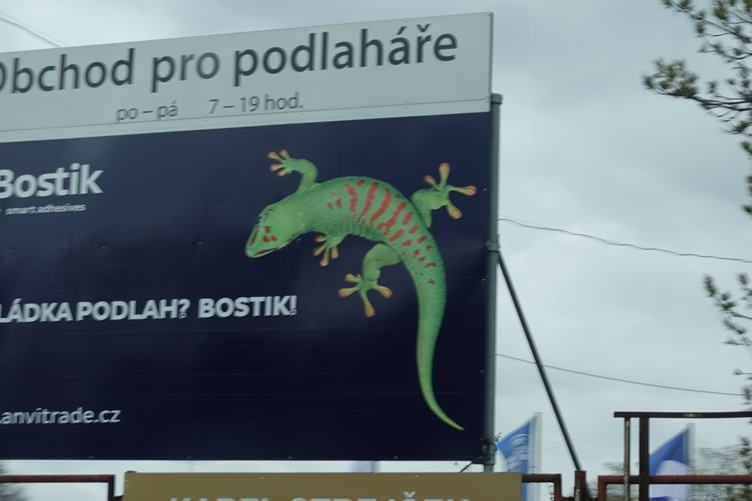 Obchod pro podlaháře
po – pá 7 – 19 hod.
Bostik
smart adhesives
LÁDKA PODLAH? BOSTIK!
.anvitrade.cz